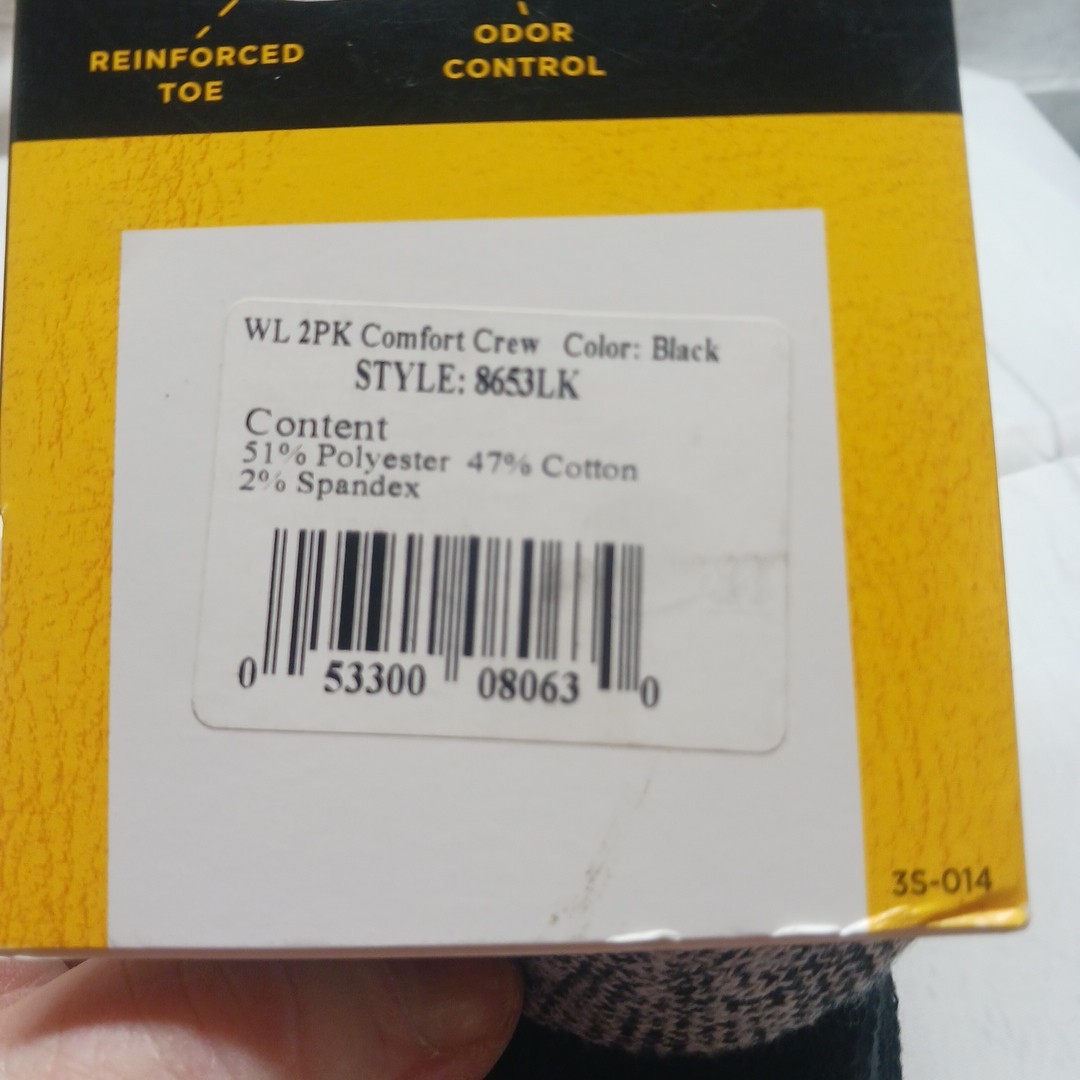 REINFORCED
TOE
ODOR
CONTROL
WL 2PK Comfort Crew Color: Black
STYLE: 8653LK
Content
51% Polyester 47% Cotton
2% Spandex
0 53300 08063 0
3S-014